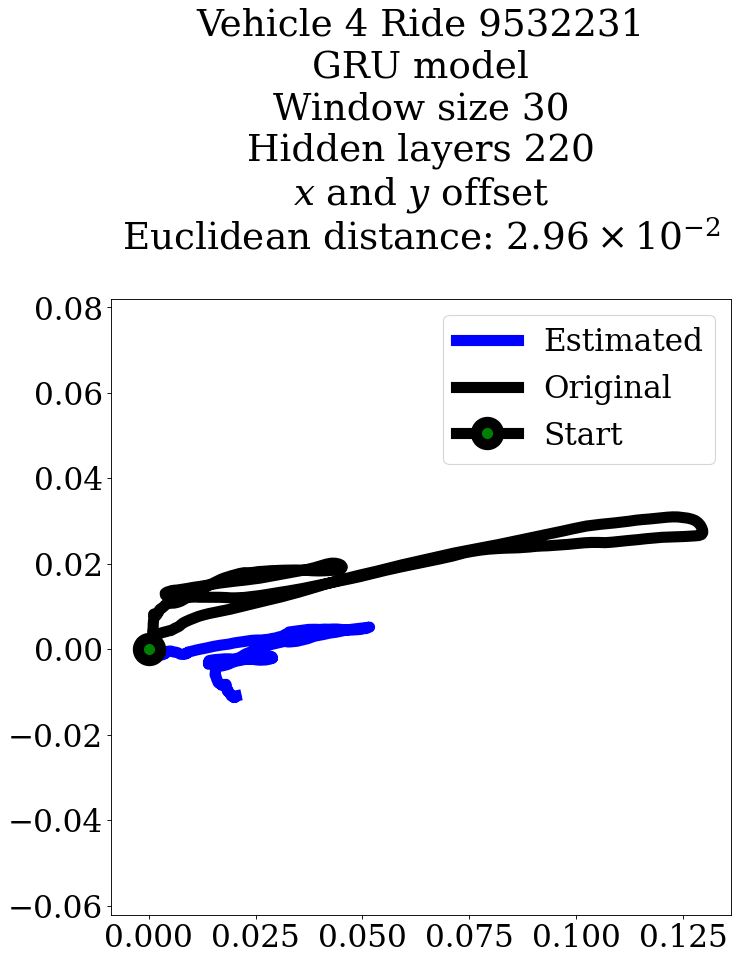 Vehicle 4 Ride 9532231
GRU model
Window size 30
Hidden layers 220
x and y offset
Euclidean distance: 2.96 × 10⁻²
Estimated
Original
Start
0.08
0.06
0.04
0.02
0.00
−0.02
−0.04
−0.06
0.000 0.025 0.050 0.075 0.100 0.125